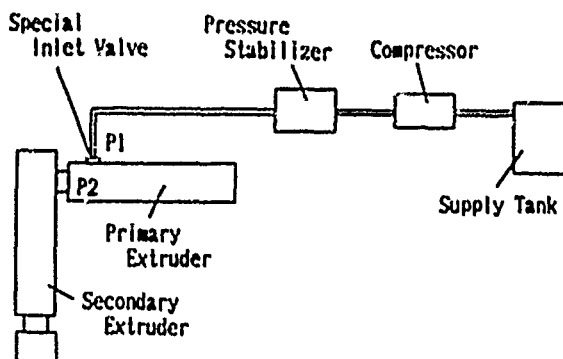 Special
Inlet Valve
Pressure
Stabilizer
Compressor
P1
P2
Supply Tank
Primary
Extruder
Secondary
Extruder